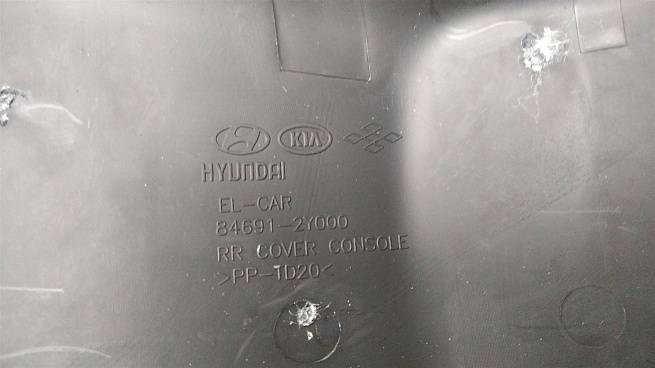 KIA
HYUNDAI
EL-CAR
84691-2Y000
RR COVER CONSOLE
>PP-TD20<